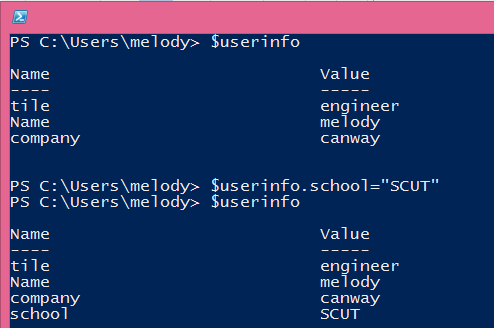 PS C:\Users\melody> $userinfo
Name                           Value
----                           -----
tile                           engineer
Name                           melody
company                        canway
PS C:\Users\melody> $userinfo.school="SCUT"
PS C:\Users\melody> $userinfo
Name                           Value
----                           -----
tile                           engineer
Name                           melody
company                        canway
school                         SCUT